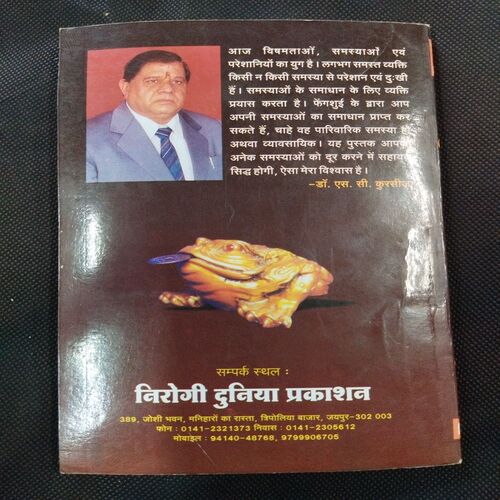 आज विषमताओं, समस्याओं एवं
परेशानियों का युग है। लगभग समस्त व्यक्ति
किसी न किसी समस्या से परेशान एवं दुःखी
हैं। समस्याओं के समाधान के लिए व्यक्ति
प्रयास करता है। फेंगशुई के द्वारा आप
अपनी समस्याओं का समाधान प्राप्त कर
सकते हैं, चाहे वह पारिवारिक समस्या हो
अथवा व्यावसायिक। यह पुस्तक आपकी
अनेक समस्याओं को दूर करने में सहायक
सिद्ध होगी, ऐसा मेरा विश्वास है।
-डॉ. एस. सी.
सम्पर्क स्थल :
निरोगी दुनिया प्रकाशन
389, जोशी भवन, मनिहारों का रास्ता, त्रिपोलिया बाजार, जयपुर-302 003
फोन : 0141-2321373 निवास : 0141-2305612
मोबाइल : 94140-48768, 9799906705